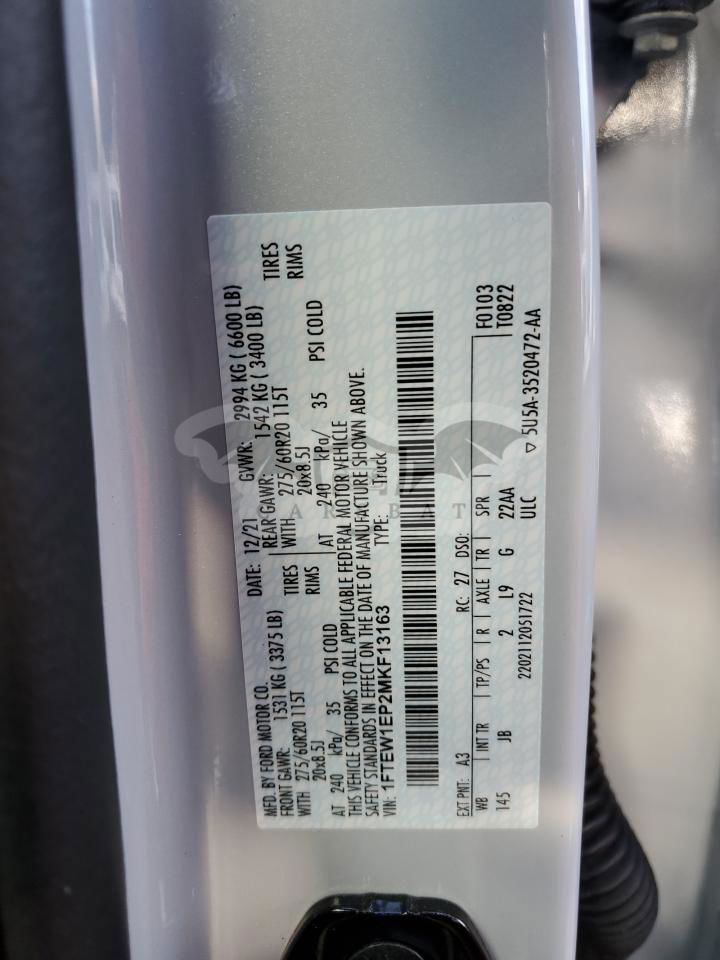 MFD. BY FORD MOTOR CO. DATE: 12/21 GVWR: 2994 KG ( 6600 LB)
FRONT GAWR: 1531 KG ( 3375 LB) REAR GAWR: 1542 KG ( 3400 LB)
WITH 275/60R20 115T TIRES WITH 275/60R20 115T TIRES
20x8.5J RIMS 20x8.5J RIMS
AT 240 kPa/ 35 PSI COLD AT 240 kPa/ 35 PSI COLD
THIS VEHICLE CONFORMS TO ALL APPLICABLE FEDERAL MOTOR VEHICLE
SAFETY STANDARDS IN EFFECT ON THE DATE OF MANUFACTURE SHOWN ABOVE.
VIN: 1FTEW1EP2MKF13163 TYPE: Truck
EXT PNT: A3 RC: 27 DSO: F0103
WB INT TR TP/PS R AXLE TR SPR T0822
145 JB 2 L9 G 22AA
2202112051722 ULC
▽ 5U5A-3520472-AA
CAR BAT